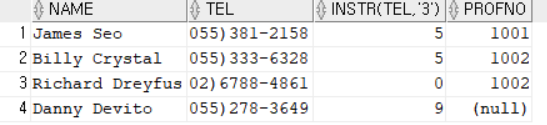 NAME TEL INSTR(TEL,'3') PROFNO
1 James Seo 055)381-2158 5 1001
2 Billy Crystal 055)333-6328 5 1002
3 Richard Dreyfus 02)6788-4861 0 1002
4 Danny Devito 055)278-3649 9 (null)